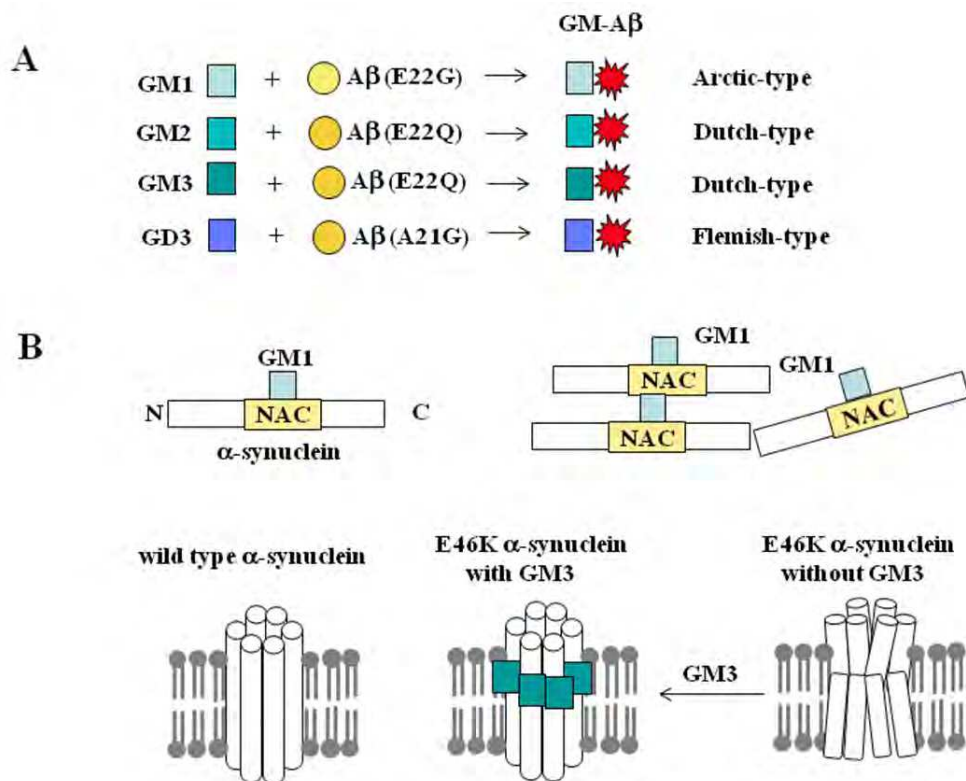 A
GM-Aβ
GM1 + Aβ (E22G) Arctic-type
GM2 + Aβ (E22Q) Dutch-type
GM3 + Aβ (E22Q) Dutch-type
GD3 + Aβ (A21G) Flemish-type
B
GM1
N NAC C
α-synuclein
GM1
NAC
GM1
NAC
NAC
wild type α-synuclein
E46K α-synuclein
with GM3
E46K α-synuclein
without GM3
GM3